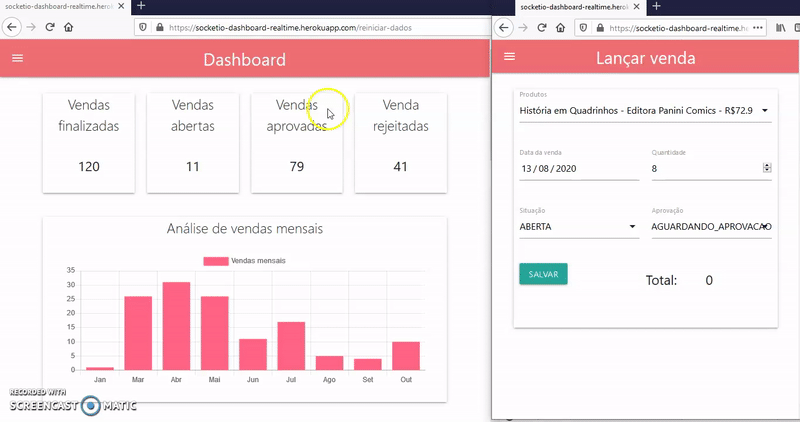 socketio-dashboard-realtime.herok
https://socketio-dashboard-realtime.herokuapp.com/reiniciar-dados
Dashboard
Vendas finalizadas
120
Vendas abertas
11
Vendas aprovadas
79
Venda rejeitadas
41
Análise de vendas mensais
Vendas mensais
35
30
25
20
15
10
5
0
Jan Mar Abr Mai Jun Jul Ago Set Out
RECORDED WITH
SCREENCAST MATIC
socketio-dashboard-realtime.herok
https://socketio-dashboard-realtime.he
Lançar venda
Produtos
História em Quadrinhos - Editora Panini Comics - R$72.9
Data da venda
13 / 08 / 2020
Quantidade
8
Situação
ABERTA
Aprovação
AGUARDANDO_APROVACAO
SALVAR
Total: 0